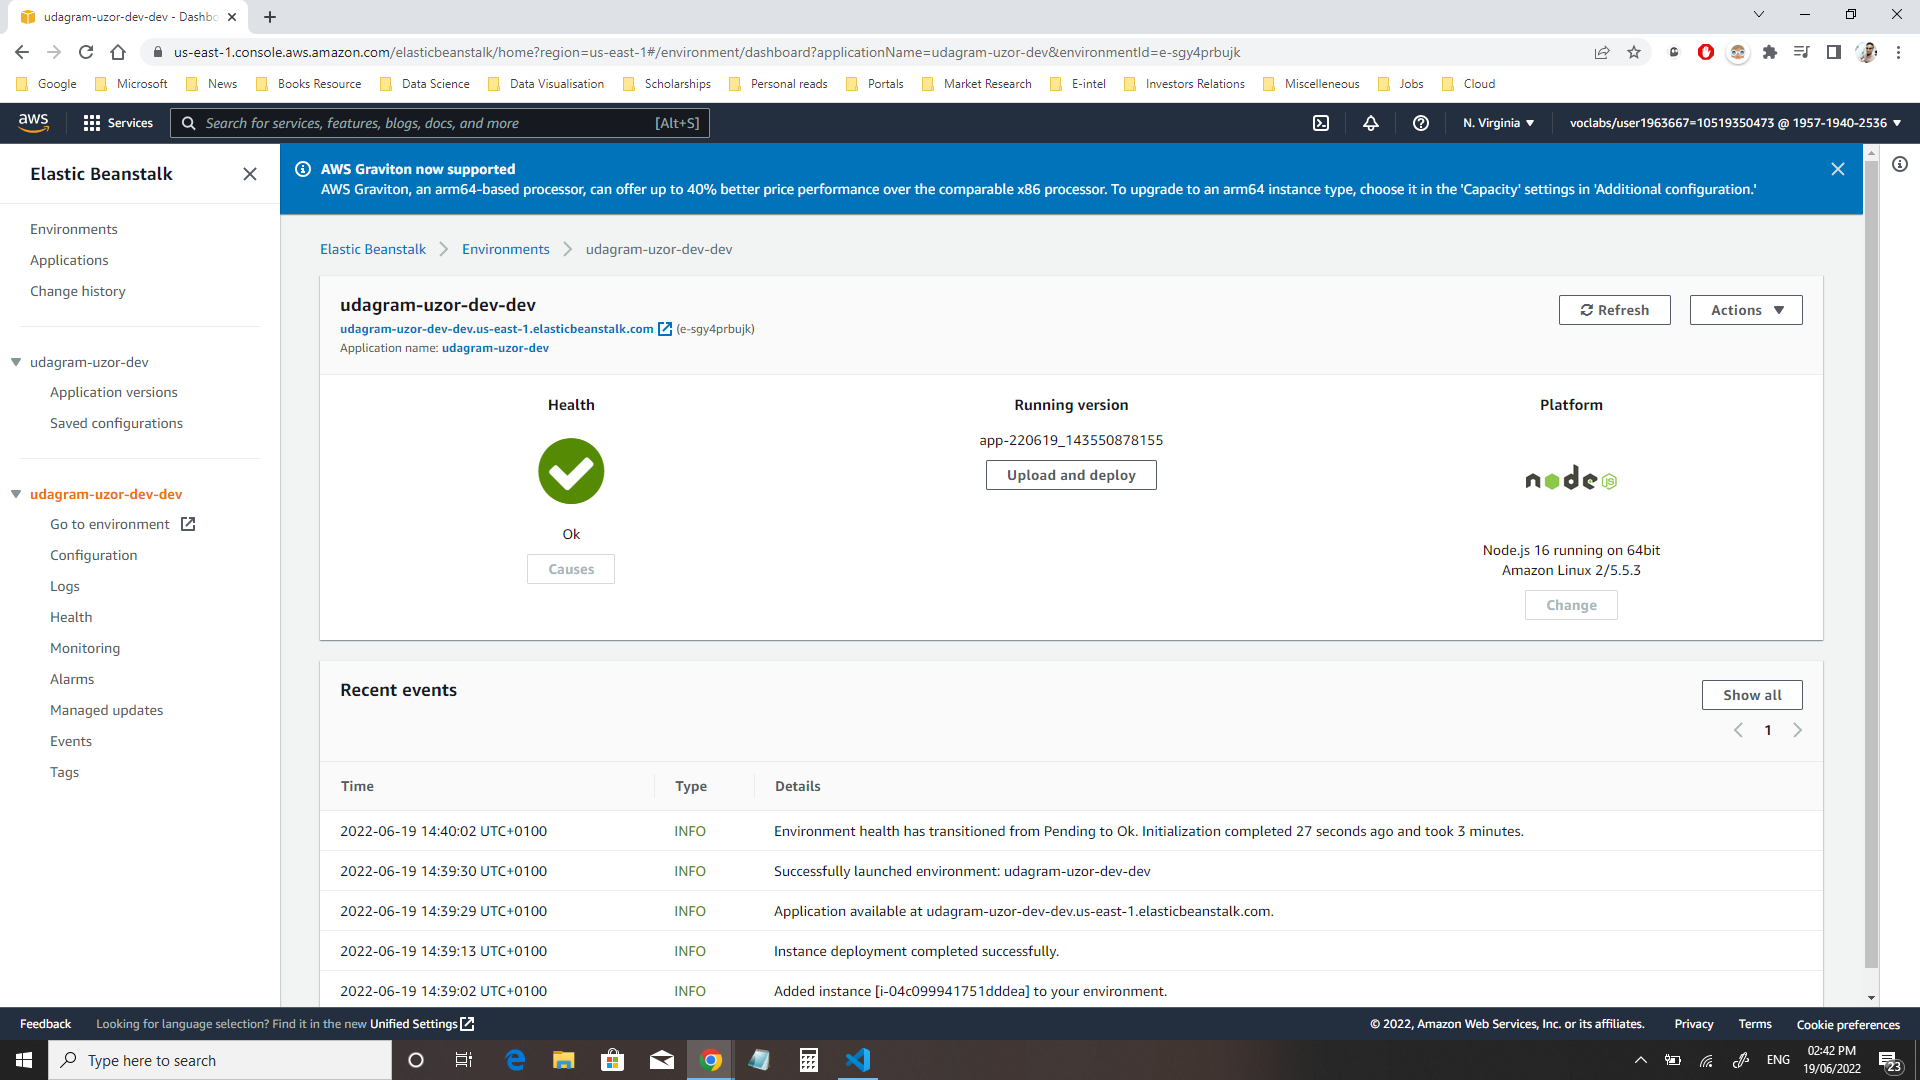 udagram-uzor-dev-dev - Dashbo
us-east-1.console.aws.amazon.com/elasticbeanstalk/home?region=us-east-1#/environment/dashboard?applicationName=udagram-uzor-dev&environmentId=e-sgy4prbujk
Google Microsoft News Books Resource Data Science Data Visualisation Scholarships Personal reads Portals Market Research E-intel Investors Relations Miscelleneous Jobs Cloud
aws Services Search for services, features, blogs, docs, and more [Alt+S] N. Virginia voclabs/user1963667=10519350473 @ 1957-1940-2536
Elastic Beanstalk
Environments
Applications
Change history
udagram-uzor-dev
Application versions
Saved configurations
udagram-uzor-dev-dev
Go to environment
Configuration
Logs
Health
Monitoring
Alarms
Managed updates
Events
Tags
AWS Graviton now supported
AWS Graviton, an arm64-based processor, can offer up to 40% better price performance over the comparable x86 processor. To upgrade to an arm64 instance type, choose it in the 'Capacity' settings in 'Additional configuration.'
Elastic Beanstalk Environments udagram-uzor-dev-dev
udagram-uzor-dev-dev
udagram-uzor-dev-dev.us-east-1.elasticbeanstalk.com (e-sgy4prbujk)
Application name: udagram-uzor-dev
Refresh Actions
Health
Ok
Causes
Running version
app-220619_143550878155
Upload and deploy
Platform
node JS
Node.js 16 running on 64bit
Amazon Linux 2/5.5.3
Change
Recent events
Show all
1
Time Type Details
2022-06-19 14:40:02 UTC+0100 INFO Environment health has transitioned from Pending to Ok. Initialization completed 27 seconds ago and took 3 minutes.
2022-06-19 14:39:30 UTC+0100 INFO Successfully launched environment: udagram-uzor-dev-dev
2022-06-19 14:39:29 UTC+0100 INFO Application available at udagram-uzor-dev-dev.us-east-1.elasticbeanstalk.com.
2022-06-19 14:39:13 UTC+0100 INFO Instance deployment completed successfully.
2022-06-19 14:39:02 UTC+0100 INFO Added instance [i-04c099941751dddea] to your environment.
Feedback Looking for language selection? Find it in the new Unified Settings © 2022, Amazon Web Services, Inc. or its affiliates. Privacy Terms Cookie preferences
Type here to search ENG 02:42 PM
19/06/2022 23